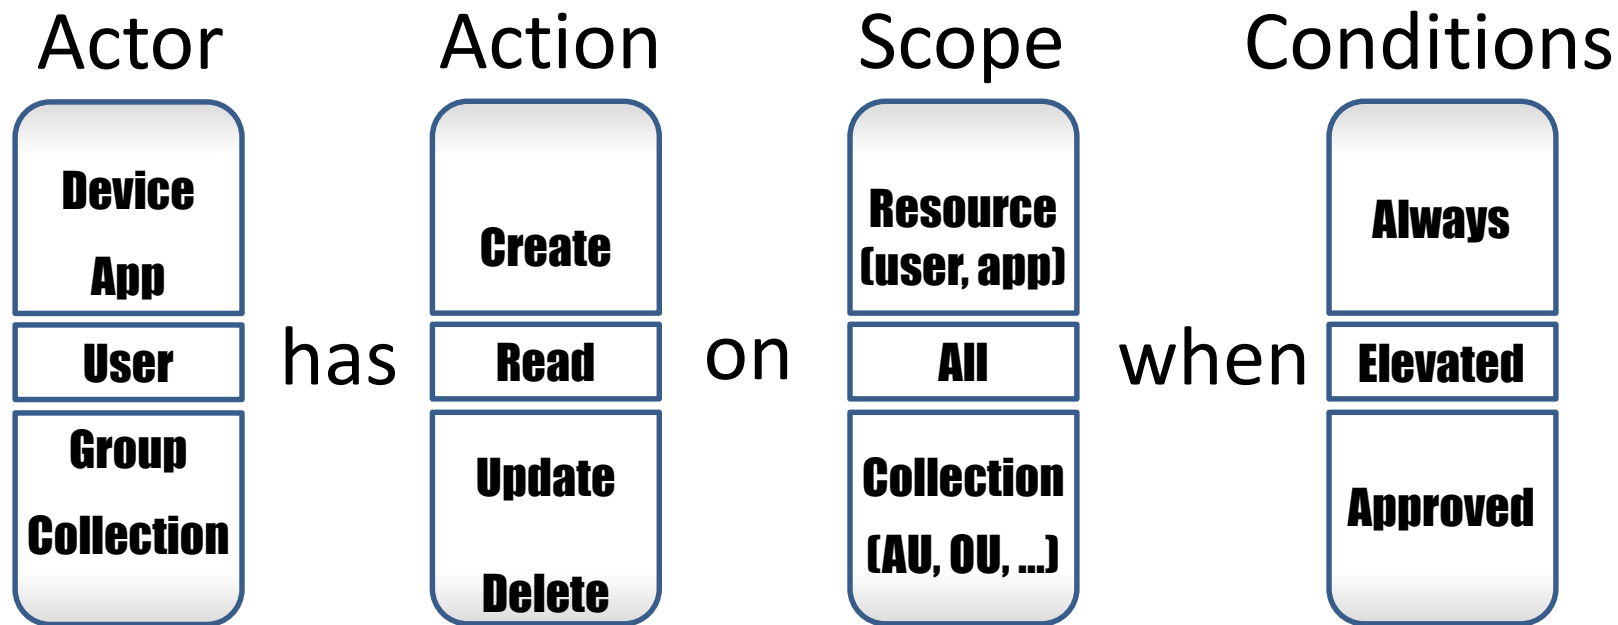 Actor
Action
Scope
Conditions
Device
App
User
Group
Collection
has
Create
Read
Update
Delete
on
Resource
(user, app)
All
Collection
(AU, OU, ...)
when
Always
Elevated
Approved